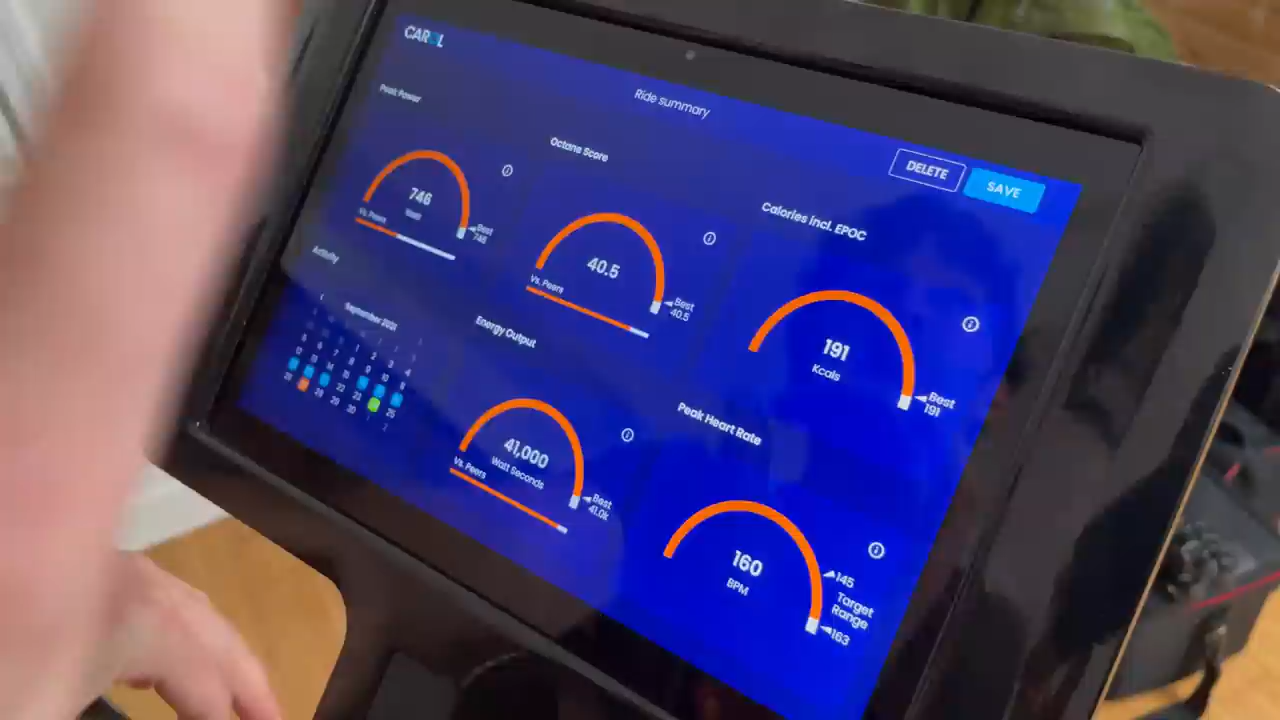 CAROL
Ride summary
DELETE
SAVE
Peak Power
746
Watt
Vs. Peers
Best
746
Octane Score
40.5
Vs. Peers
Best
40.5
Calories incl. EPOC
191
Kcals
Best
191
Activity
September 2021
Energy Output
41,000
Watt Seconds
Vs. Peers
Best
41.0k
Peak Heart Rate
160
BPM
145
Target
Range
163